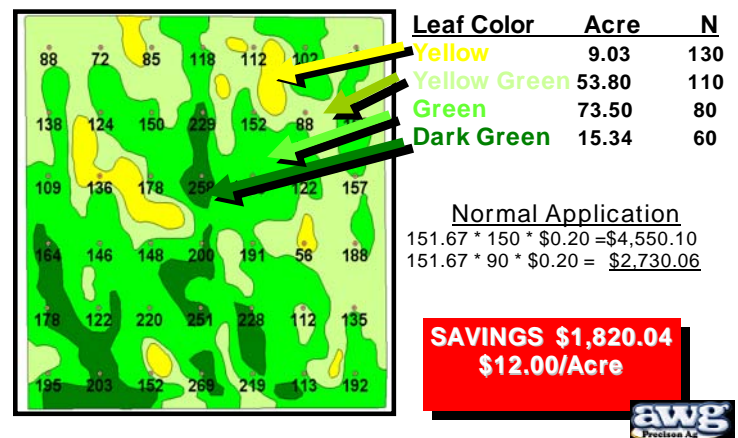 Leaf Color Acre N
Yellow 9.03 130
Yellow Green 53.80 110
Green 73.50 80
Dark Green 15.34 60
Normal Application
151.67 * 150 * $0.20 =$4,550.10
151.67 * 90 * $0.20 = $2,730.06
SAVINGS $1,820.04
$12.00/Acre
88 72 85 118 112 102
138 124 150 229 152 88
109 136 178 258 122 157
164 146 148 200 191 56 188
178 122 220 251 228 112 135
195 203 152 269 219 113 192
awg
Precison Ag